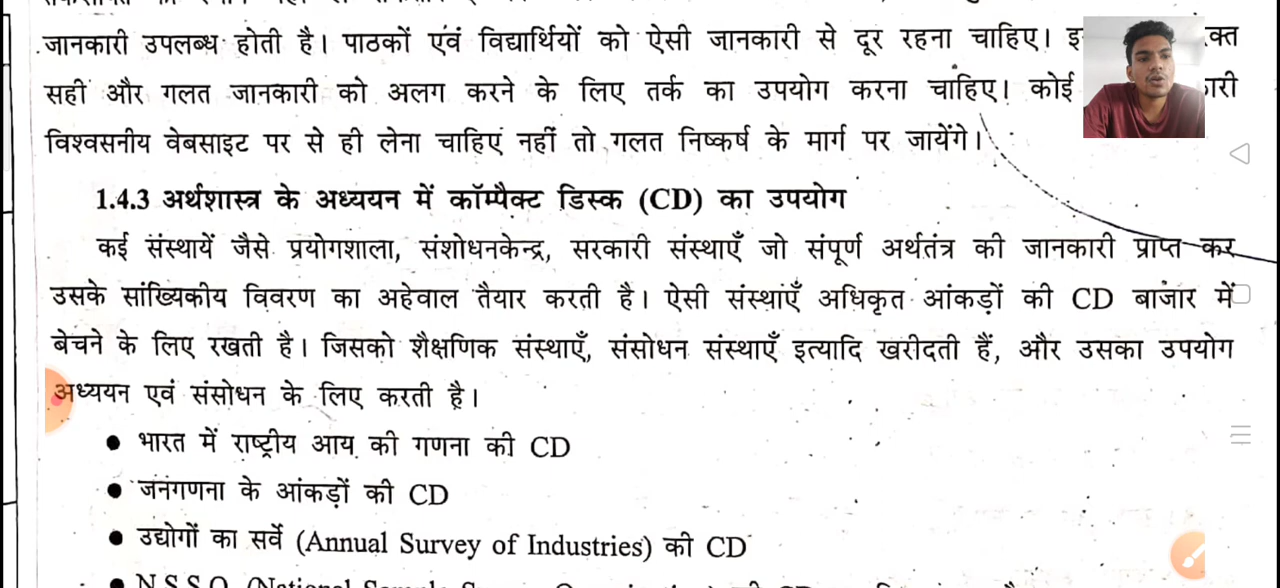 जानकारी उपलब्ध होती है। पाठकों एवं विद्यार्थियों को ऐसी जानकारी से दूर रहना चाहिए।
सही और गलत जानकारी को अलग करने के लिए तर्क का उपयोग करना चाहिए। कोई
विश्वसनीय वेबसाइट पर से ही लेना चाहिएं नहीं तो गलत निष्कर्ष के मार्ग पर जायेंगे।
1.4.3 अर्थशास्त्र के अध्ययन में कॉम्पैक्ट डिस्क (CD) का उपयोग
कई संस्थायें जैसे प्रयोगशाला, संशोधनकेन्द्र, सरकारी संस्थाएँ जो संपूर्ण अर्थतंत्र की जानकारी प्राप्त कर
उसके सांख्यिकीय विवरण का अहेवाल तैयार करती है। ऐसी संस्थाएँ अधिकृत आंकड़ों की CD बाजार में
बेचने के लिए रखती है। जिसको शैक्षणिक संस्थाएँ, संसोधन संस्थाएँ इत्यादि खरीदती हैं, और उसका उपयोग
अध्ययन एवं संसोधन के लिए करती है।
• भारत में राष्ट्रीय आय की गणना की CD
• जनगणना के आंकड़ों की CD
• उद्योगों का सर्वे (Annual Survey of Industries) की CD